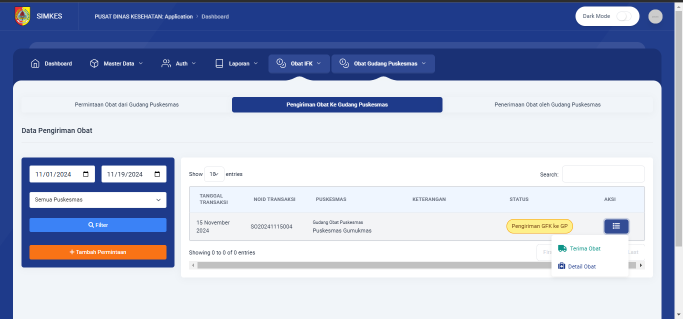 SIMKES
PUSAT DINAS KESEHATAN: Application
Dashboard
Dark Mode
Dashboard
Master Data
Auth
Laporan
Obat IFK
Obat Gudang Puskesmas
Permintaan Obat dari Gudang Puskesmas
Pengiriman Obat Ke Gudang Puskesmas
Penerimaan Obat oleh Gudang Puskesmas
Data Pengiriman Obat
11/01/2024
11/19/2024
Semua Puskesmas
Filter
+ Tambah Permintaan
Show 10 entries
Search:
TANGGAL TRANSAKSI
NOID TRANSAKSI
PUSKESMAS
KETERANGAN
STATUS
AKSI
15 November 2024
SO20241115004
Gudang Obat Puskesmas
Puskesmas Gumukmas
Pengiriman GFK ke GP
Terima Obat
Detail Obat
Showing 0 to 0 of 0 entries